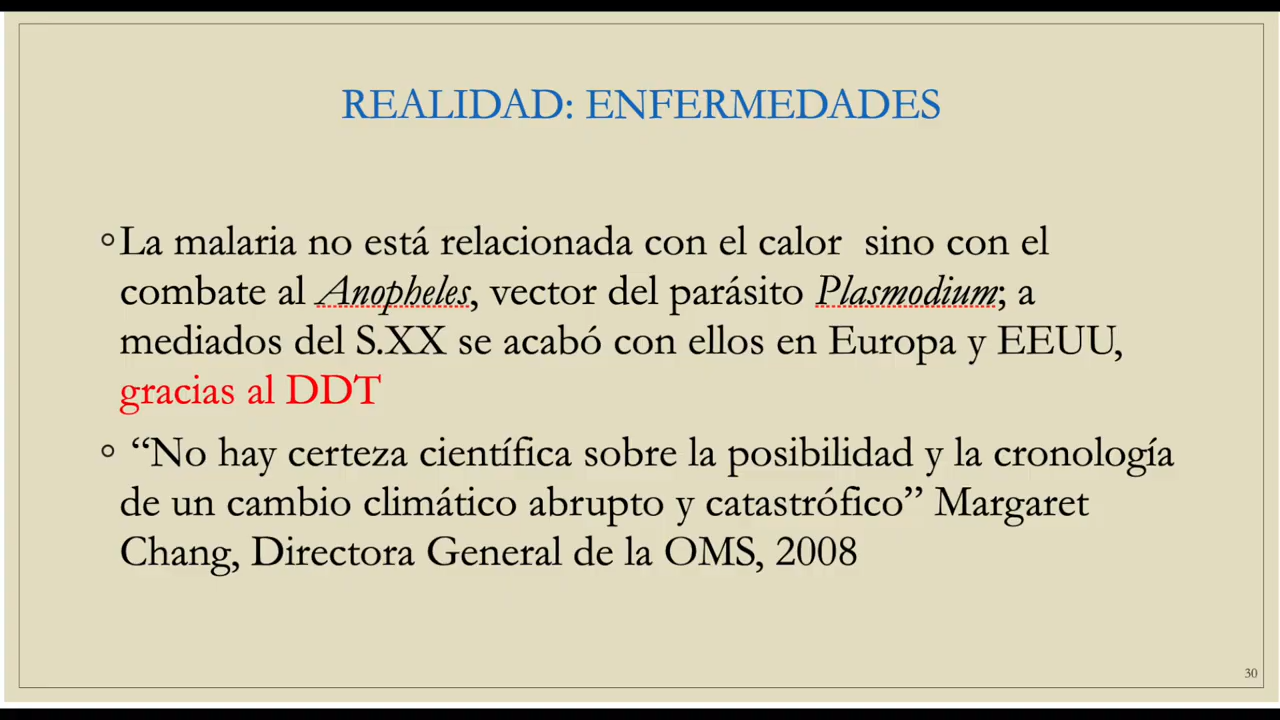 REALIDAD: ENFERMEDADES
◦La malaria no está relacionada con el calor  sino con el
combate al Anopheles, vector del parásito Plasmodium; a
mediados del S.XX se acabó con ellos en Europa y EEUU,
gracias al DDT
◦ “No hay certeza científica sobre la posibilidad y la cronología
de un cambio climático abrupto y catastrófico” Margaret
Chang, Directora General de la OMS, 2008
30